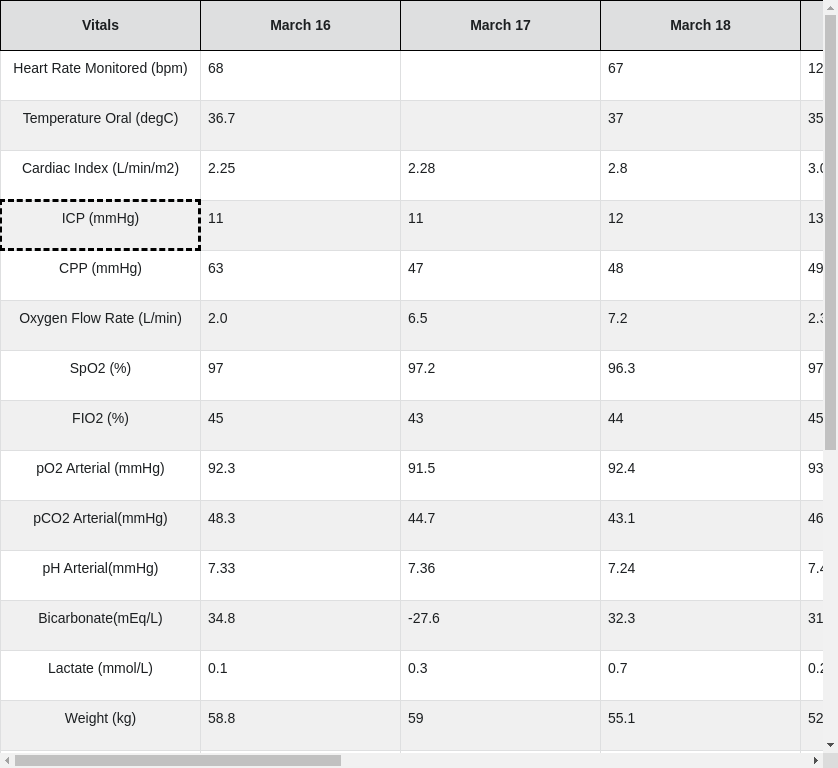 Vitals March 16 March 17 March 18
Heart Rate Monitored (bpm) 68 67 12
Temperature Oral (degC) 36.7 37 35
Cardiac Index (L/min/m2) 2.25 2.28 2.8 3.0
ICP (mmHg) 11 11 12 13
CPP (mmHg) 63 47 48 49
Oxygen Flow Rate (L/min) 2.0 6.5 7.2 2.3
SpO2 (%) 97 97.2 96.3 97
FIO2 (%) 45 43 44 45
pO2 Arterial (mmHg) 92.3 91.5 92.4 93
pCO2 Arterial(mmHg) 48.3 44.7 43.1 46
pH Arterial(mmHg) 7.33 7.36 7.24 7.4
Bicarbonate(mEq/L) 34.8 -27.6 32.3 31
Lactate (mmol/L) 0.1 0.3 0.7 0.2
Weight (kg) 58.8 59 55.1 52